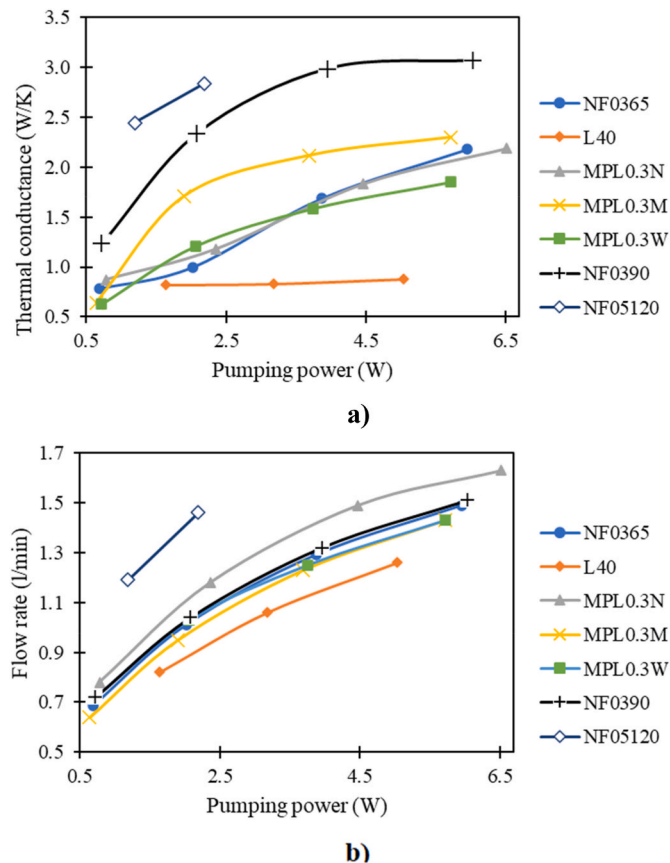 3.5
3.0
2.5
2.0
1.5
1.0
0.5
Thermal conductance (W/K)
0.5 2.5 4.5 6.5
Pumping power (W)
NF0365
L40
MPL0.3N
MPL0.3M
MPL0.3W
NF0390
NF05120
a)
1.7
1.5
1.3
1.1
0.9
0.7
0.5
Flow rate (l/min)
0.5 2.5 4.5 6.5
Pumping power (W)
NF0365
L40
MPL0.3N
MPL0.3M
MPL0.3W
NF0390
NF05120
b)